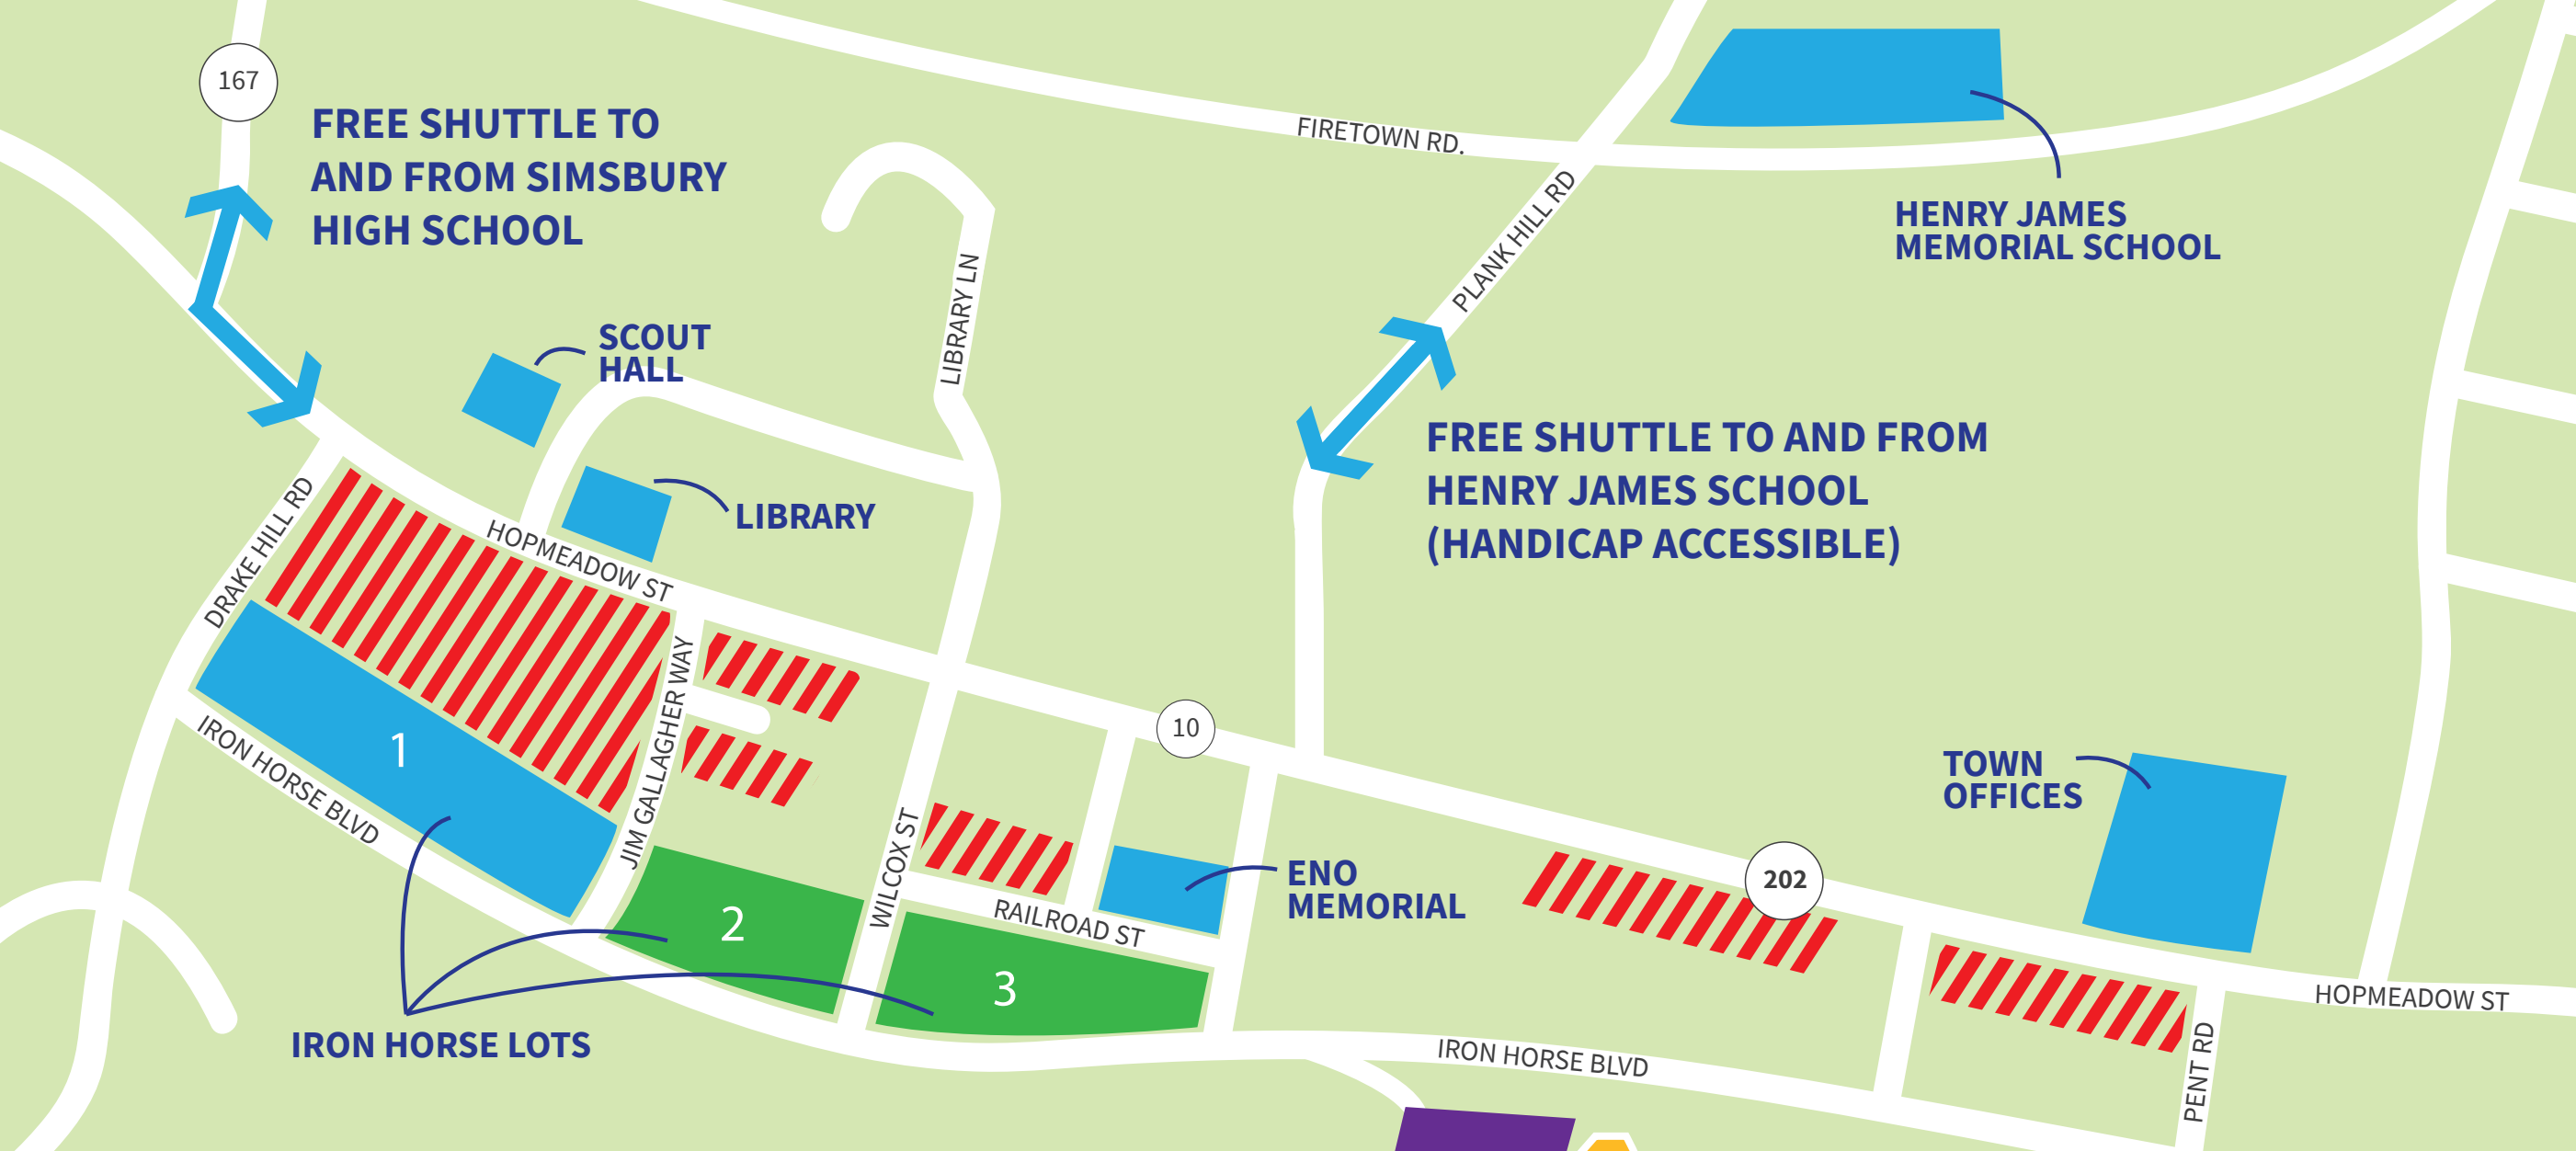 167
FREE SHUTTLE TO
AND FROM SIMSBURY
HIGH SCHOOL
FIRETOWN RD.
PLANK HILL RD
HENRY JAMES
MEMORIAL SCHOOL
LIBRARY LN
SCOUT
HALL
LIBRARY
FREE SHUTTLE TO AND FROM
HENRY JAMES SCHOOL
(HANDICAP ACCESSIBLE)
DRAKE HILL RD
HOPMEADOW ST
JIM GALLAGHER WAY
1
IRON HORSE BLVD
10
TOWN
OFFICES
WILCOX ST
ENO
MEMORIAL
202
2
RAILROAD ST
3
IRON HORSE LOTS
IRON HORSE BLVD
HOPMEADOW ST
PENT RD